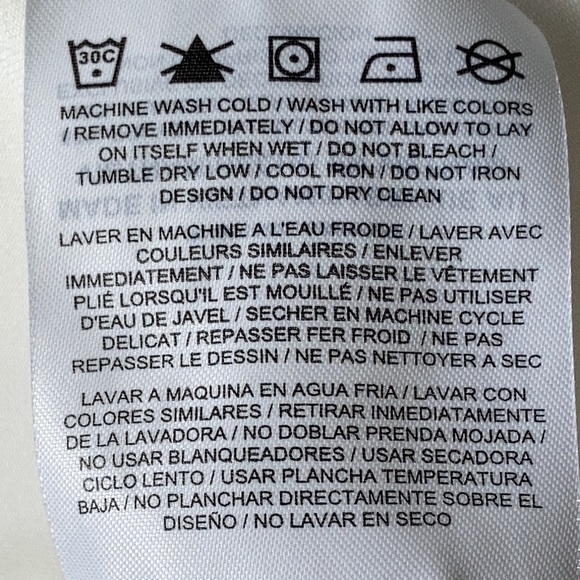 30C
MACHINE WASH COLD / WASH WITH LIKE COLORS
/ REMOVE IMMEDIATELY / DO NOT ALLOW TO LAY
ON ITSELF WHEN WET / DO NOT BLEACH /
TUMBLE DRY LOW / COOL IRON / DO NOT IRON
DESIGN / DO NOT DRY CLEAN
LAVER EN MACHINE A L'EAU FROIDE / LAVER AVEC
COULEURS SIMILAIRES / ENLEVER
IMMEDIATEMENT / NE PAS LAISSER LE VÊTEMENT
PLIÉ LORSQU'IL EST MOUILLÉ / NE PAS UTILISER
D'EAU DE JAVEL / SECHER EN MACHINE CYCLE
DELICAT / REPASSER FER FROID / NE PAS
REPASSER LE DESSIN / NE PAS NETTOYER A SEC
LAVAR A MAQUINA EN AGUA FRIA / LAVAR CON
COLORES SIMILARES / RETIRAR INMEDIATAMENTE
DE LA LAVADORA / NO DOBLAR PRENDA MOJADA /
NO USAR BLANQUEADORES / USAR SECADORA
CICLO LENTO / USAR PLANCHA TEMPERATURA
BAJA / NO PLANCHAR DIRECTAMENTE SOBRE EL
DISEÑO / NO LAVAR EN SECO